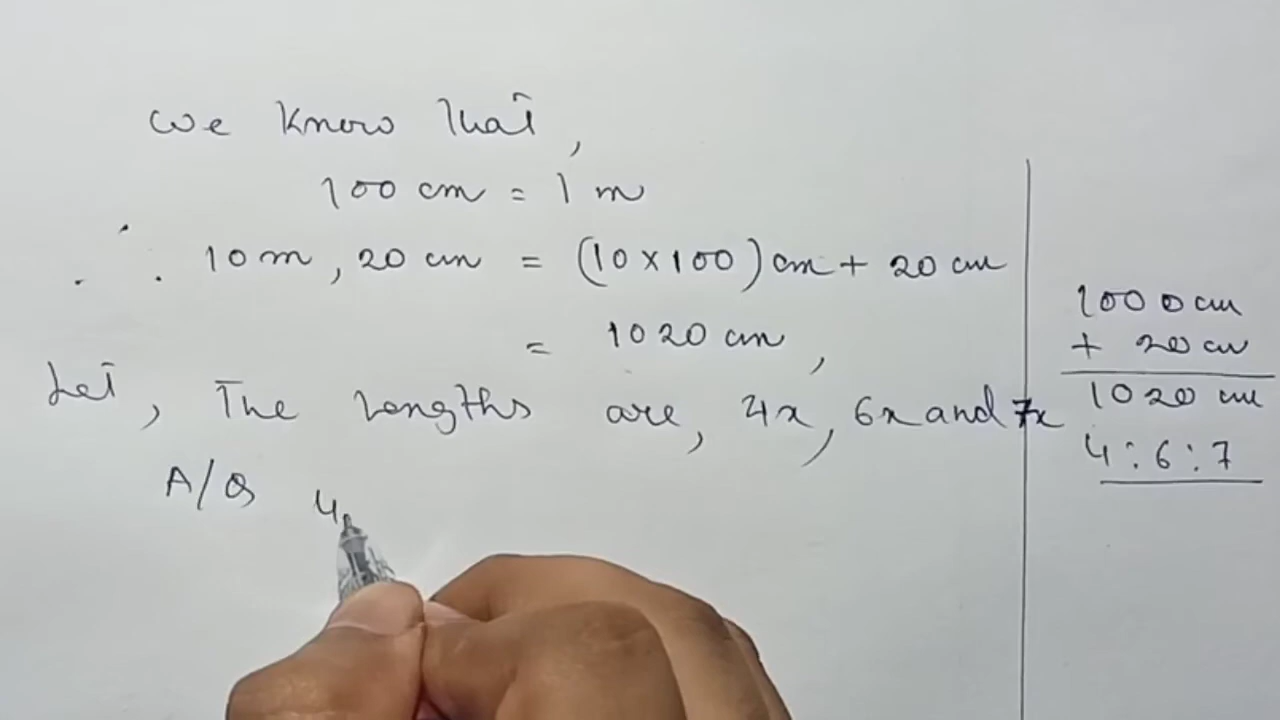 We know that,
100 cm = 1 m
∴ 10 m, 20 cm = (10 × 100) cm + 20 cm
= 1020 cm,
Let, The lengths are, 4x, 6x and 7x
A/Q 4
1000 cm
+ 20 cm
1020 cm
4:6:7